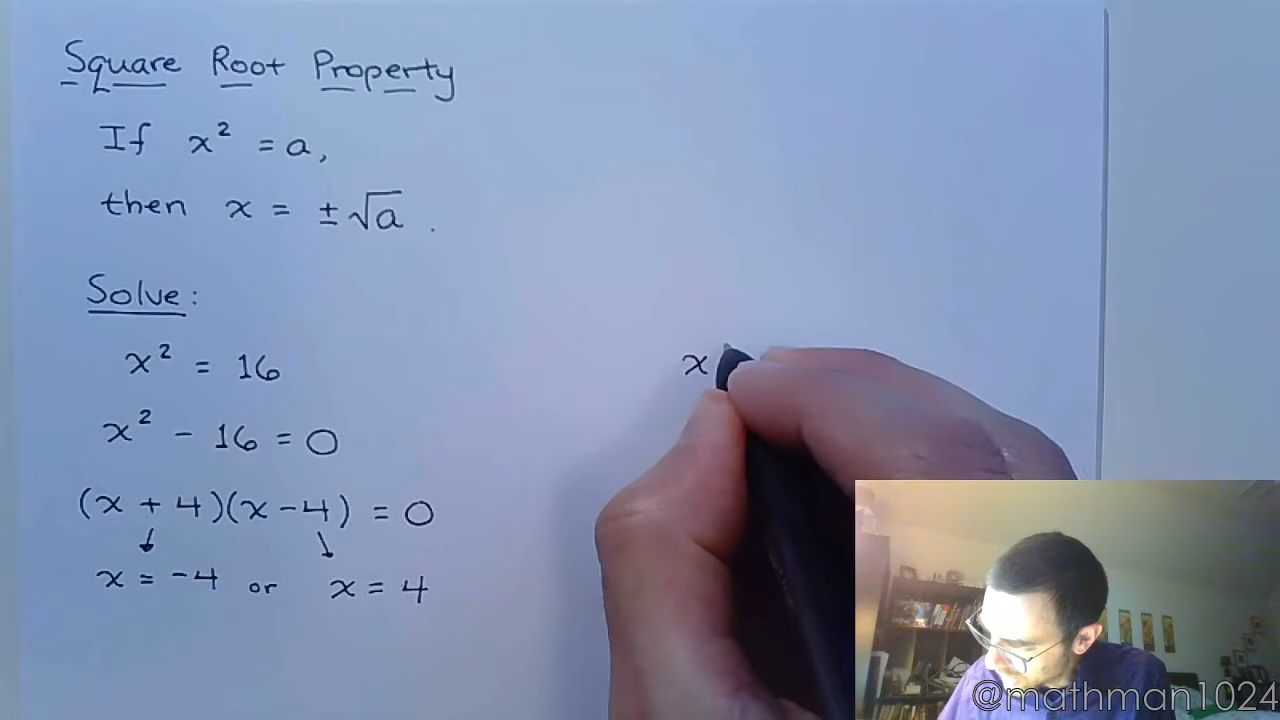 Square Root Property
If x² = a,
then x = ±√a .
Solve:
x² = 16
x² - 16 = 0
(x + 4)(x - 4) = 0
x = -4 or x = 4
x
@mathman1024